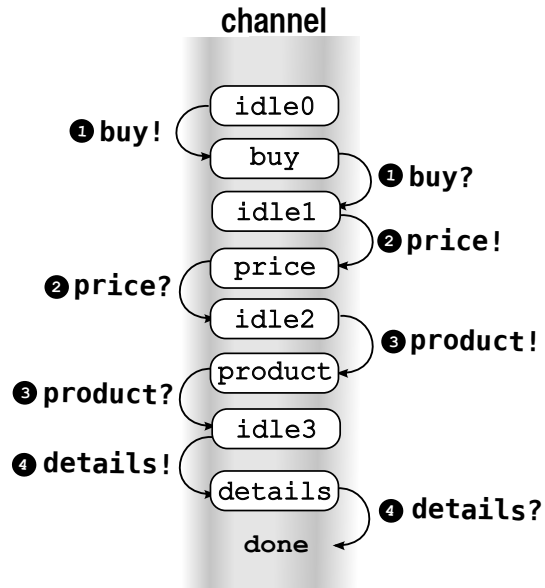 channel
idle0
❶ buy!
buy
❶ buy?
idle1
❷ price!
price
❷ price?
idle2
❸ product!
product
❸ product?
idle3
❹ details!
details
❹ details?
done